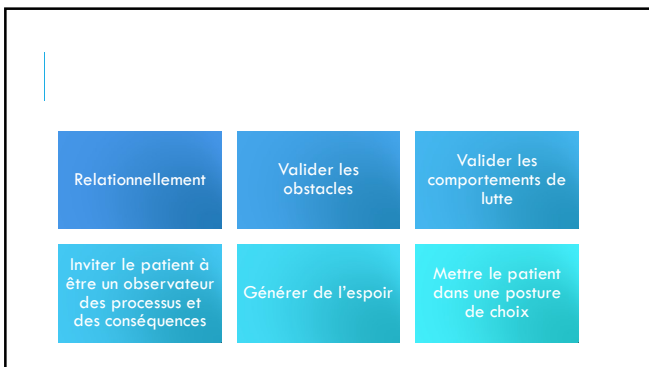 Relationnellement
Valider les
obstacles
Valider les
comportements de
lutte
Inviter le patient à
être un observateur
des processus et
des conséquences
Générer de l’espoir
Mettre le patient
dans une posture
de choix